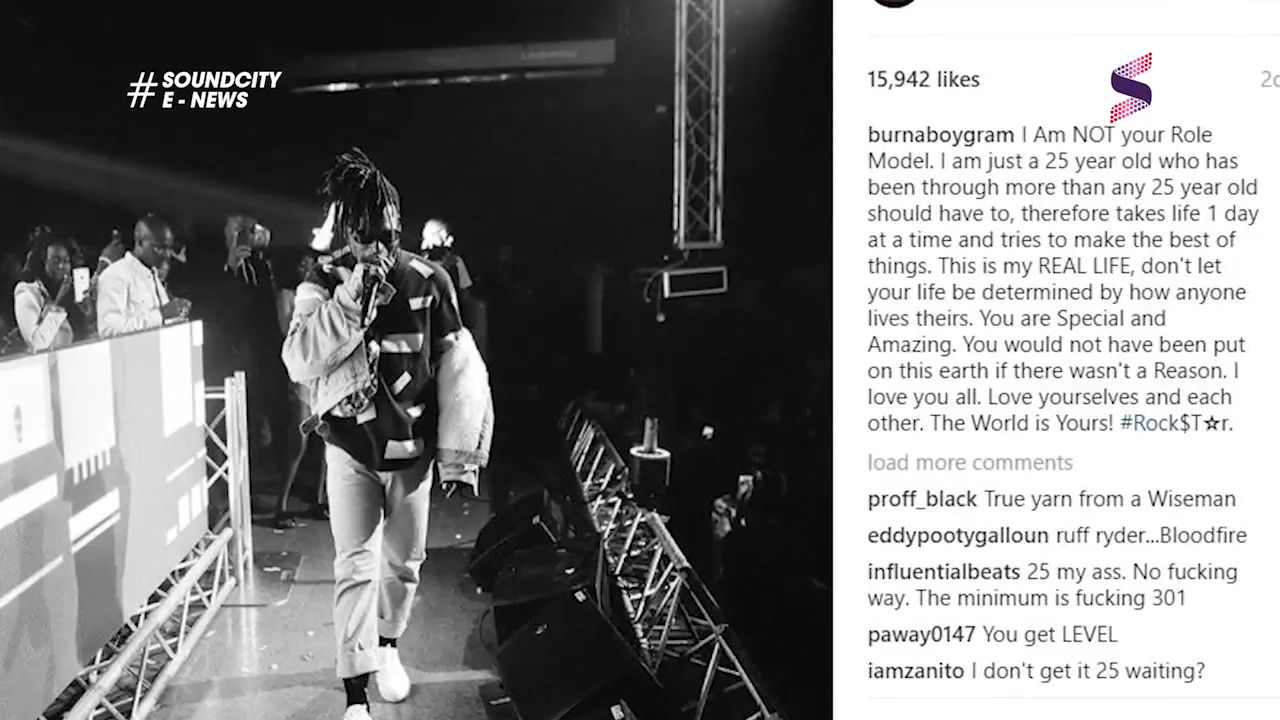 # SOUNDCITY
E - NEWS
15,942 likes
burnaboygram I Am NOT your Role
Model. I am just a 25 year old who has
been through more than any 25 year old
should have to, therefore takes life 1 day
at a time and tries to make the best of
things. This is my REAL LIFE, don't let
your life be determined by how anyone
lives theirs. You are Special and
Amazing. You would not have been put
on this earth if there wasn't a Reason. I
love you all. Love yourselves and each
other. The World is Yours! #Rock$T☆r.
load more comments
proff_black True yarn from a Wiseman
eddypootygalloun ruff ryder...Bloodfire
influentialbeats 25 my ass. No fucking
way. The minimum is fucking 301
paway0147 You get LEVEL
iamzanito I don't get it 25 waiting?